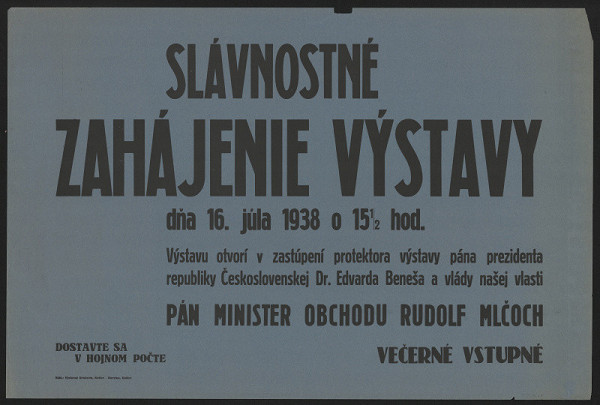 SLÁVNOSTNÉ
ZAHÁJENIE VÝSTAVY
dňa 16. júla 1938 o 15½ hod.
Výstavu otvorí v zastúpení protektora výstavy pána prezidenta
republiky Československej Dr. Edvarda Beneša a vlády našej vlasti
PÁN MINISTER OBCHODU RUDOLF MLČOCH
DOSTAVTE SA
V HOJNOM POČTE
VEČERNÉ VSTUPNÉ